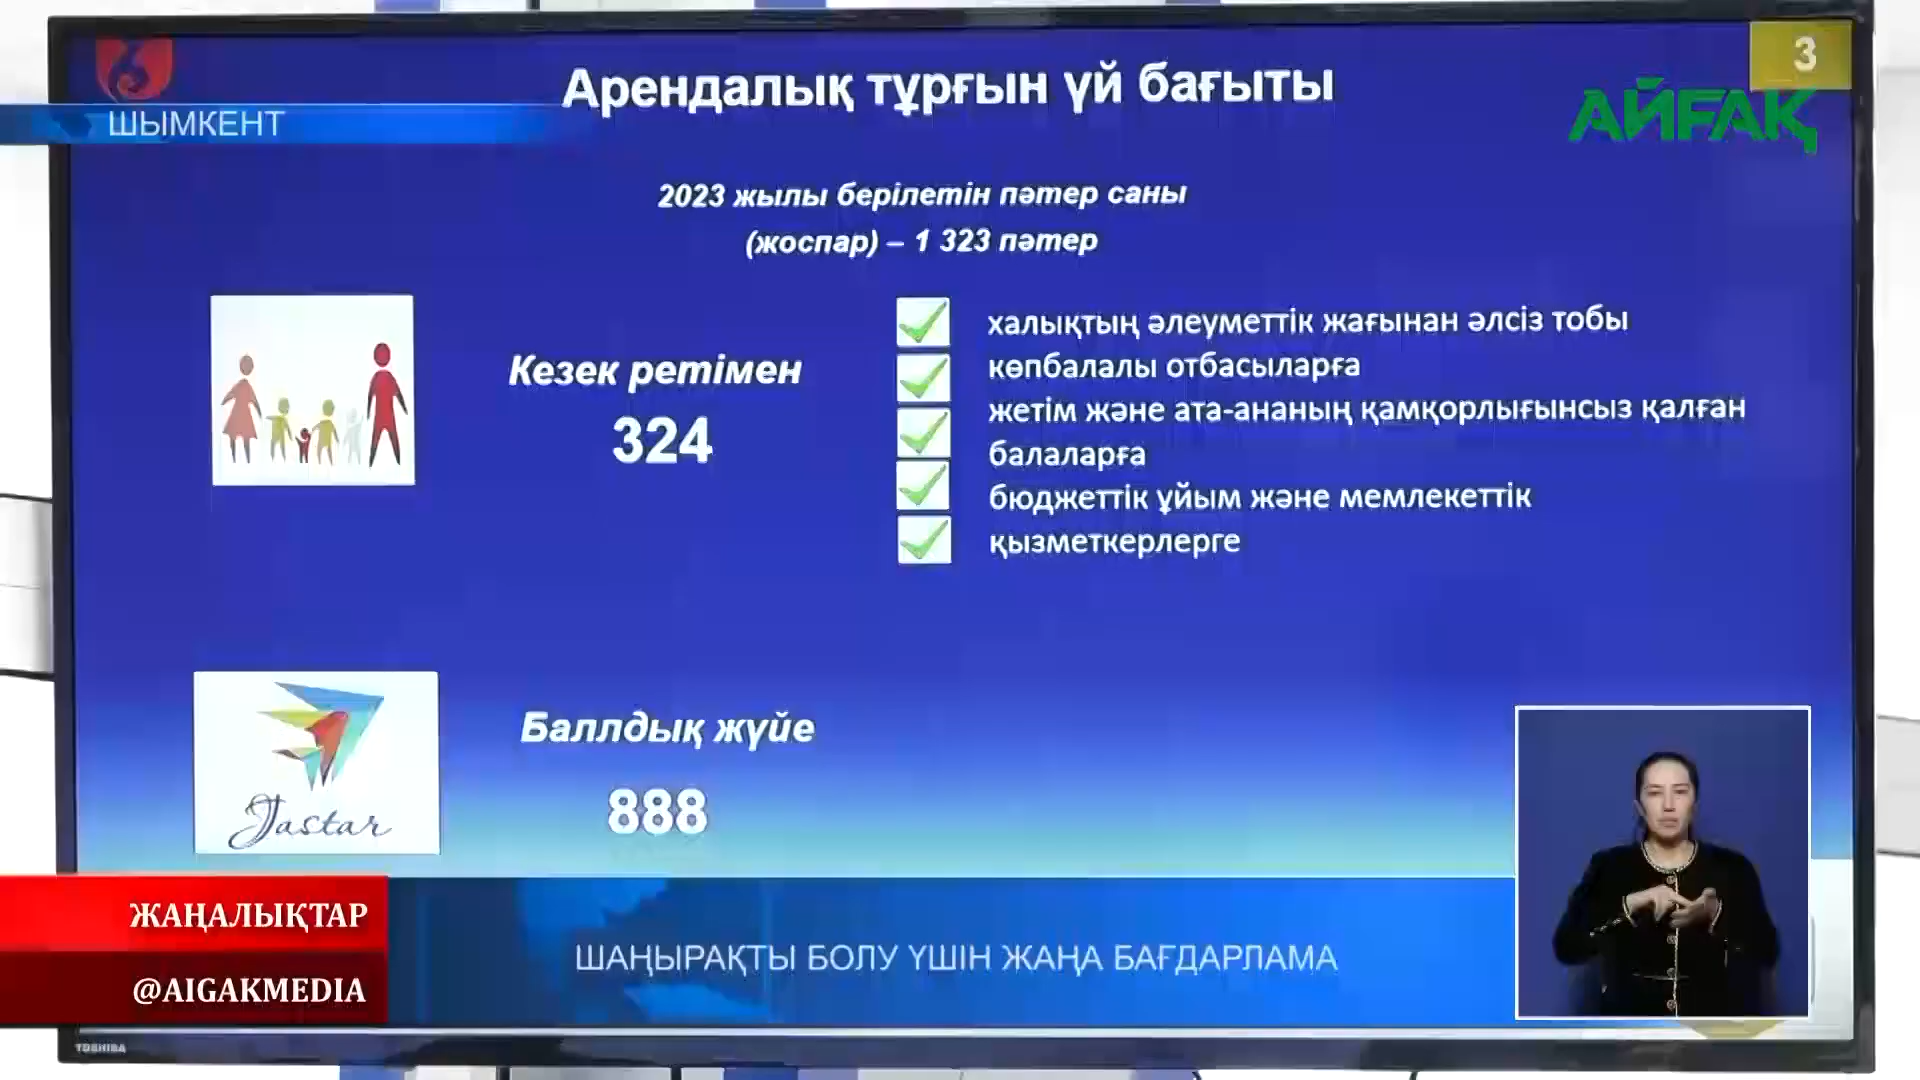 3
Арендалық тұрғын үй бағыты
АЙҒАҚ
ШЫМКЕНТ
2023 жылы берілетін пәтер саны
(жоспар) – 1 323 пәтер
Кезек ретімен
324
халықтың әлеуметтік жағынан әлсіз тобы
көпбалалы отбасыларға
жетім және ата-ананың қамқорлығынсыз қалған
балаларға
бюджеттік ұйым және мемлекеттік
қызметкерлерге
Jastar
Баллдық жүйе
888
ЖАҢАЛЫҚТАР
@AIGAKMEDIA
ШАҢЫРАҚТЫ БОЛУ ҮШІН ЖАҢА БАҒДАРЛАМА
TOSHIBA